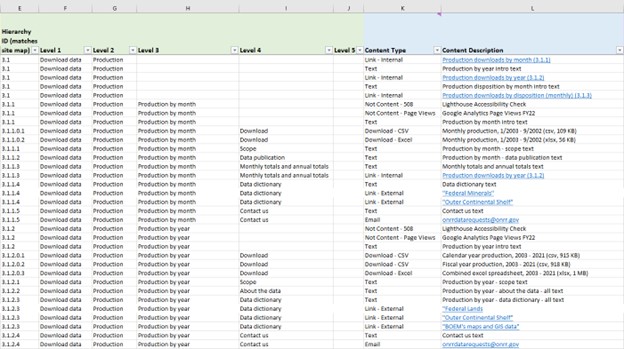 E F G H I J K L
Hierarchy
ID (matches
site map) Level 1 Level 2 Level 3 Level 4 Level 5 Content Type Content Description
3.1 Download data Production Link - Internal Production downloads by month (3.1.1)
3.1 Download data Production Text Production by year intro text
3.1 Download data Production Link - Internal Production downloads by year (3.1.2)
3.1 Download data Production Text Production disposition by month intro text
3.1 Download data Production Link - Internal Production downloads by disposition (monthly) (3.1.3)
3.1.1 Download data Production Production by month Not Content - 508 Lighthouse Accessibility Check
3.1.1 Download data Production Production by month Not Content - Page Views Google Analytics Page Views FY22
3.1.1 Download data Production Production by month Text Production by month intro text
3.1.1.0.1 Download data Production Production by month Download Download - CSV Monthly production, 1/2003 - 9/2002 (csv, 109 KB)
3.1.1.0.2 Download data Production Production by month Download Download - Excel Monthly production, 1/2003 - 9/2002 (xlsx, 56 KB)
3.1.1.1 Download data Production Production by month Scope Text Production by month - scope text
3.1.1.2 Download data Production Production by month Data publication Text Production by month - data publication text
3.1.1.3 Download data Production Production by month Monthly totals and annual totals Text Monthly totals and annual totals text
3.1.1.3 Download data Production Production by month Monthly totals and annual totals Link - Internal Production downloads by year (3.1.2)
3.1.1.4 Download data Production Production by month Data dictionary Text Data dictionary text
3.1.1.4 Download data Production Production by month Data dictionary Link - External "Federal Minerals"
3.1.1.4 Download data Production Production by month Data dictionary Link - External "Outer Continental Shelf"
3.1.1.5 Download data Production Production by month Contact us Text Contact us text
3.1.1.5 Download data Production Production by month Contact us Email onrrdatarequests@onrr.gov
3.1.2 Download data Production Production by year Not Content - 508 Lighthouse Accessibility Check
3.1.2 Download data Production Production by year Not Content - Page Views Google Analytics Page Views FY22
3.1.2 Download data Production Production by year Text Production by year intro text
3.1.2.0.1 Download data Production Production by year Download Download - CSV Calendar year production, 2003 - 2021 (csv, 915 KB)
3.1.2.0.2 Download data Production Production by year Download Download - CSV Fiscal year production, 2003 - 2021 (csv, 918 KB)
3.1.2.0.3 Download data Production Production by year Download Download - Excel Combined excel spreadsheet, 2003 - 2021 (xlsx, 1 MB)
3.1.2.1 Download data Production Production by year Scope Text Production by year - scope text
3.1.2.2 Download data Production Production by year About the data Text Production by year - about the data - all text
3.1.2.3 Download data Production Production by year Data dictionary Text Production by year - data dictionary - all text
3.1.2.3 Download data Production Production by year Data dictionary Link - External "Federal Lands
3.1.2.3 Download data Production Production by year Data dictionary Link - External "Outer Continental Shelf"
3.1.2.3 Download data Production Production by year Data dictionary Link - External "BOEM's maps and GIS data"
3.1.2.4 Download data Production Production by year Contact us Text Contact us text
3.1.2.4 Download data Production Production by year Contact us Email onrrdatarequests@onrr.gov